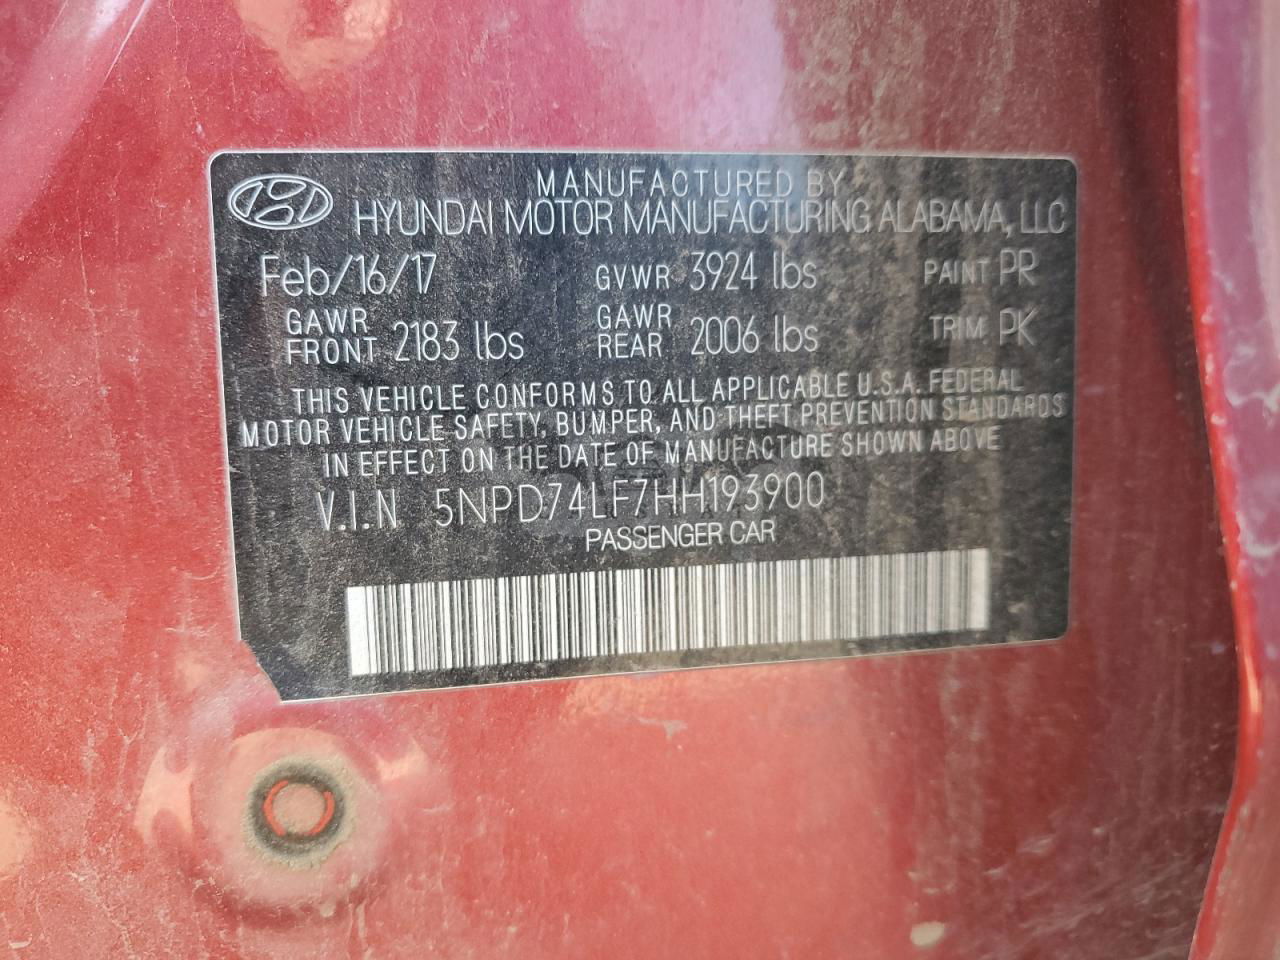 MANUFACTURED BY
HYUNDAI MOTOR MANUFACTURING ALABAMA, LLC
Feb/16/17 GVWR 3924 lbs PAINT PR
GAWR FRONT 2183 lbs GAWR REAR 2006 lbs TRIM PK
THIS VEHICLE CONFORMS TO ALL APPLICABLE U.S.A. FEDERAL
MOTOR VEHICLE SAFETY, BUMPER, AND THEFT PREVENTION STANDARDS
IN EFFECT ON THE DATE OF MANUFACTURE SHOWN ABOVE
V.I.N 5NPD74LF7HH193900
PASSENGER CAR